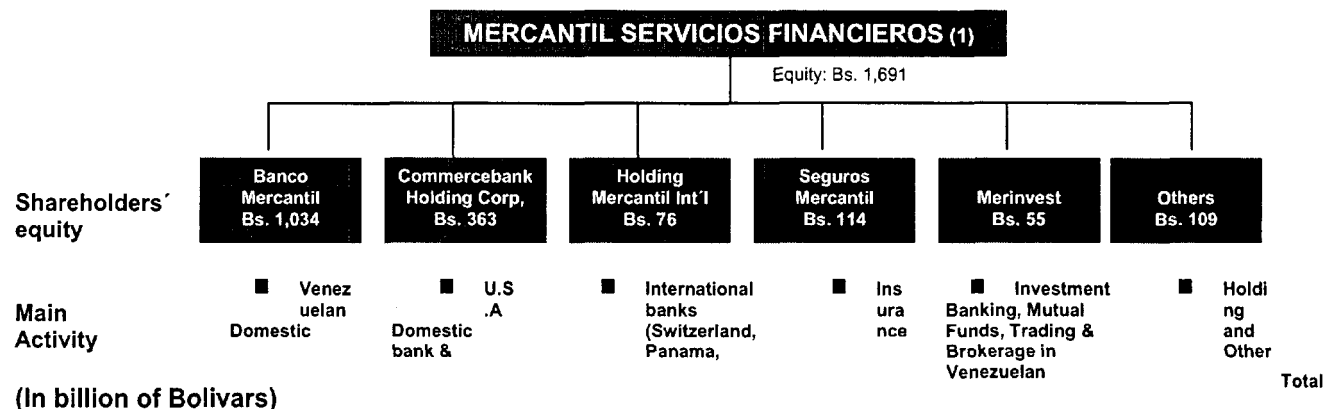 MERCANTIL SERVICIOS FINANCIEROS (1)
Equity: Bs. 1,691
Shareholders´
equity
Banco
Mercantil
Bs. 1,034
Commercebank
Holding Corp,
Bs. 363
Holding
Mercantil Int´l
Bs. 76
Seguros
Mercantil
Bs. 114
Merinvest
Bs. 55
Others
Bs. 109
Main
Activity
■ Venez
uelan
Domestic
■ U.S
.A
Domestic
bank &
■ International
banks
(Switzerland,
Panama,
■ Ins
ura
nce
■ Investment
Banking, Mutual
Funds, Trading &
Brokerage in
Venezuelan
■ Holdi
ng
and
Other
Total
(In billion of Bolivars)